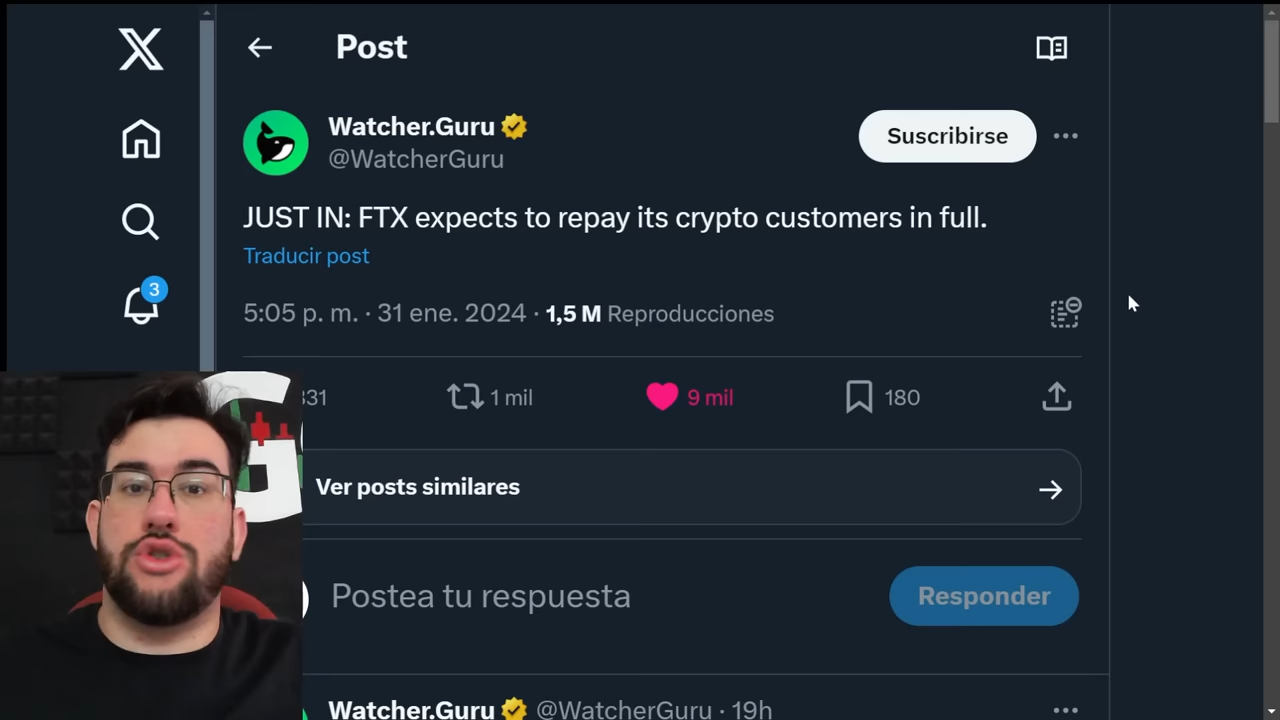 Post
Watcher.Guru
@WatcherGuru
Suscribirse
JUST IN: FTX expects to repay its crypto customers in full.
Traducir post
5:05 p. m. · 31 ene. 2024 · 1,5 M Reproducciones
3
331
1 mil
9 mil
180
Ver posts similares
Postea tu respuesta
Responder
Watcher.Guru @WatcherGuru · 19h